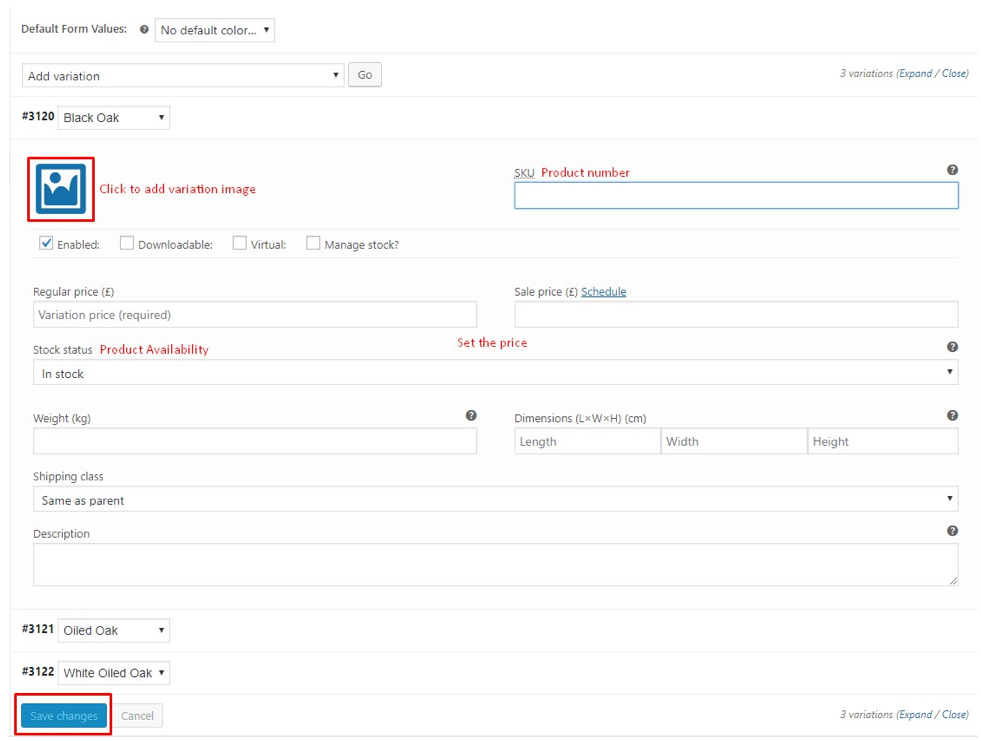 Default Form Values: ? No default color...
Add variation Go 3 variations (Expand / Close)
#3120 Black Oak
Click to add variation image
SKU Product number ?
Enabled: Downloadable: Virtual: Manage stock?
Regular price (£) Sale price (£) Schedule
Variation price (required)
Set the price
Stock status Product Availability ?
In stock
Weight (kg) ? Dimensions (L×W×H) (cm) ?
Length Width Height
Shipping class
Same as parent
Description ?
#3121 Oiled Oak
#3122 White Oiled Oak
Save changes Cancel 3 variations (Expand / Close)